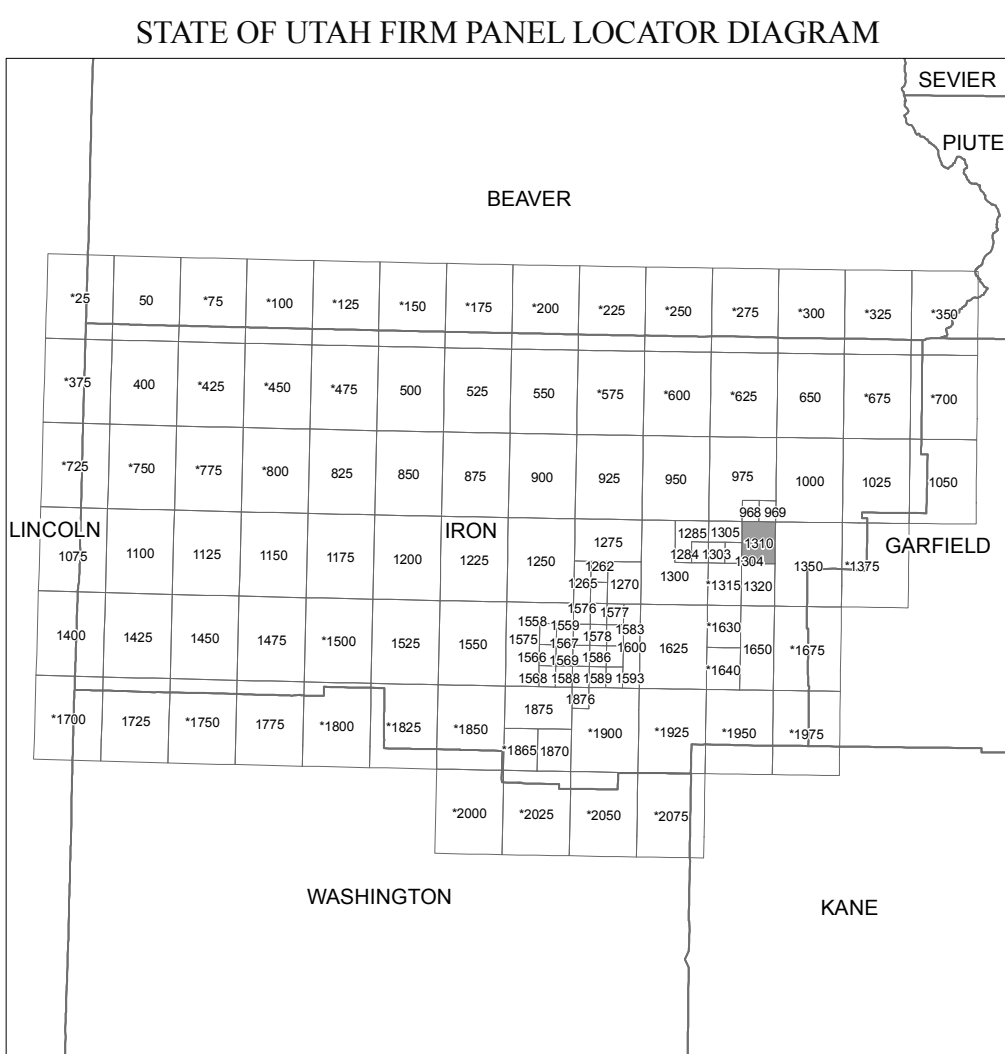 STATE OF UTAH FIRM PANEL LOCATOR DIAGRAM
SEVIER
PIUTE
BEAVER
*25 50 *75 *100 *125 *150 *175 *200 *225 *250 *275 *300 *325 *350
*375 400 *425 *450 *475 500 525 550 *575 *600 *625 650 *675 *700
*725 *750 *775 *800 825 850 875 900 925 950 975 1000 1025 1050
968 969
LINCOLN IRON GARFIELD
1285 1305
1275 1310
1075 1100 1125 1150 1175 1200 1225 1250 1284 1303 1304 1350 *1375
1262 1300
1265 1270 *1315 1320
1576 1577
1558 1559 1583 *1630
1400 1425 1450 1475 *1500 1525 1550 1575 1567 1578 1600 1625 1650 *1675
1566 1569 1586 *1640
1568 1588 1589 1593
1876
*1700 1725 *1750 1775 *1800 *1825 *1850 1875 *1900 *1925 *1950 *1975
*1865 1870
*2000 *2025 *2050 *2075
WASHINGTON
KANE